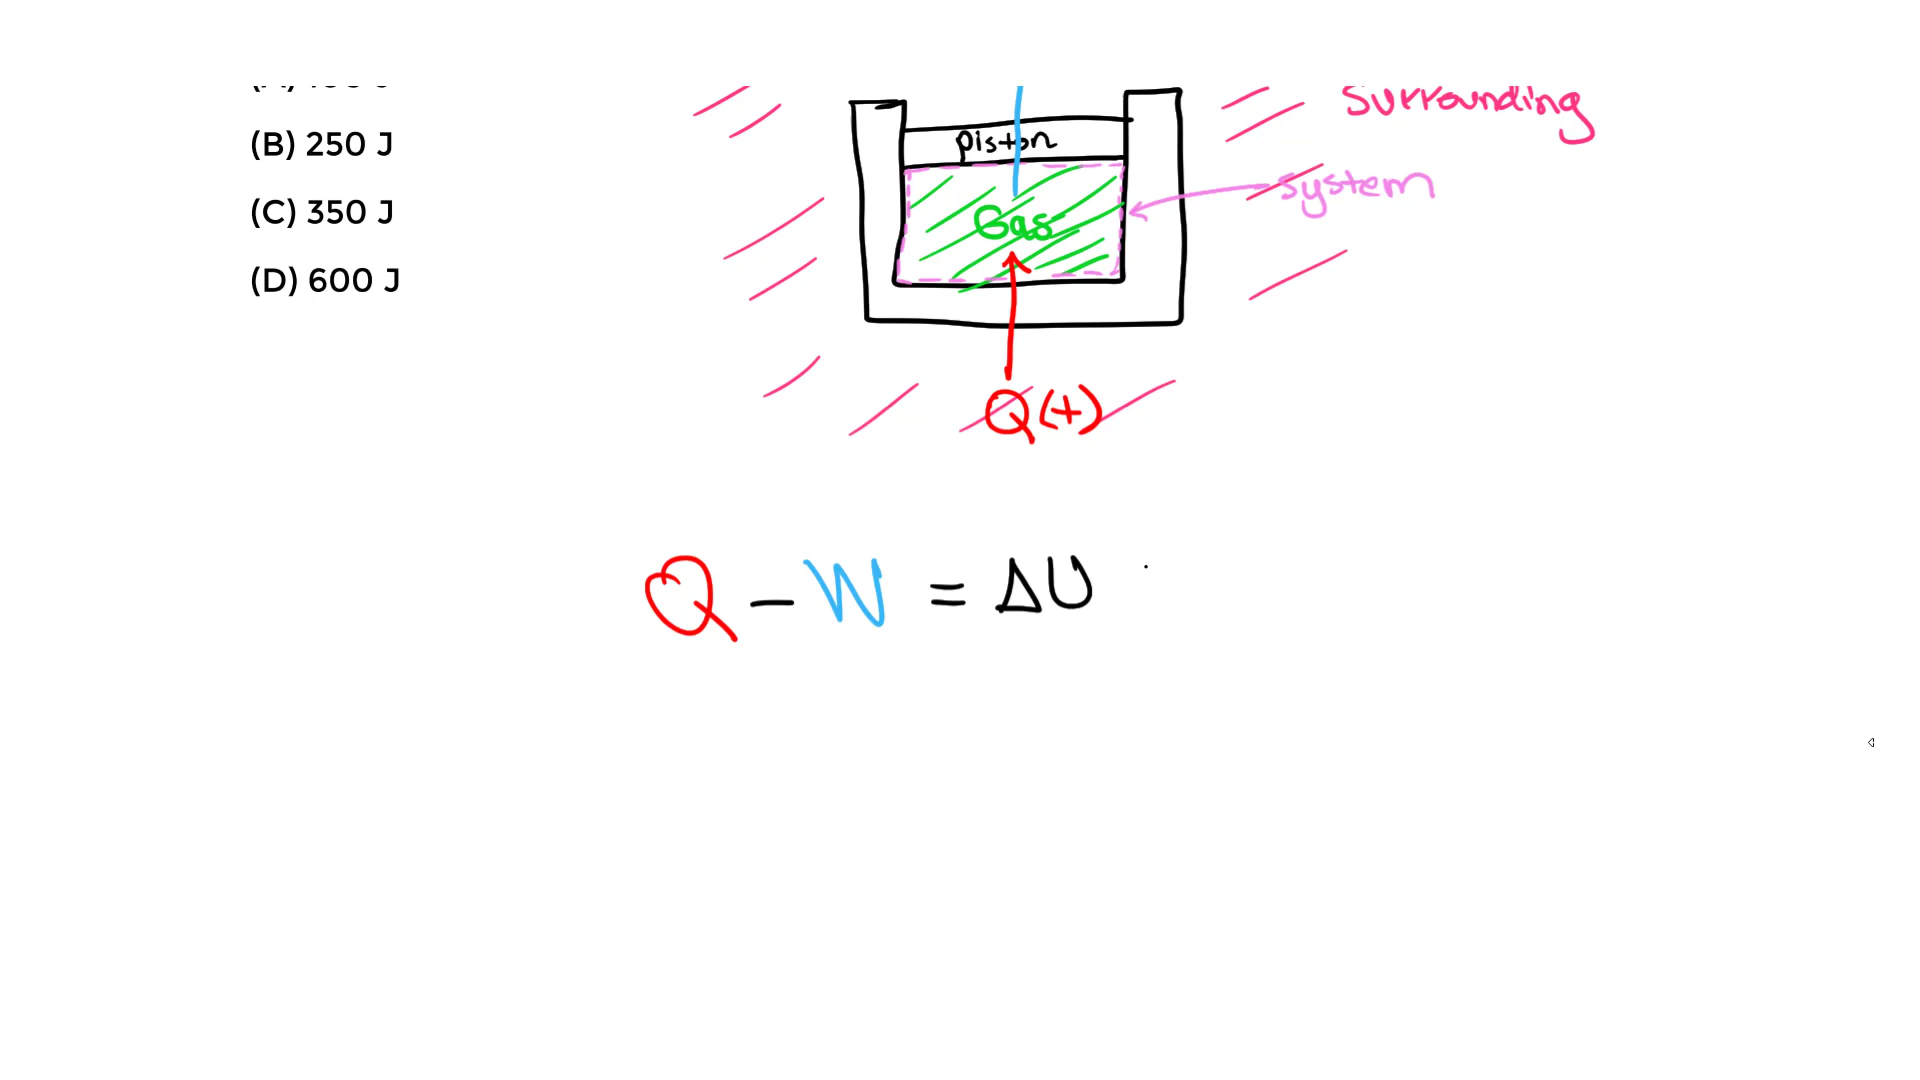 (B) 250 J
(C) 350 J
(D) 600 J
Surrounding
piston
system
Gas
Q(+)
Q – W = ΔU